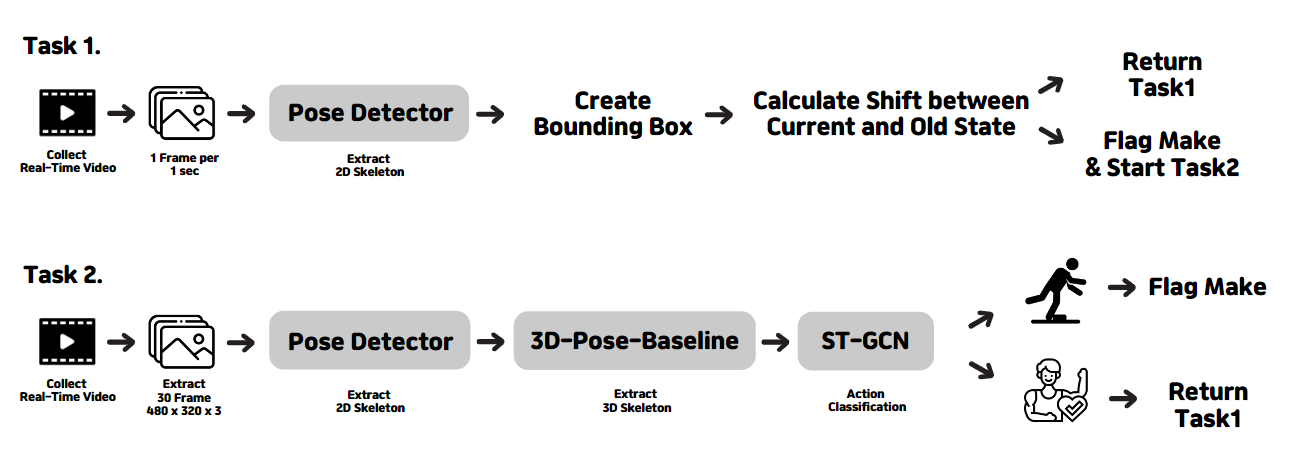 Task 1.
Collect
Real-Time Video
1 Frame per
1 sec
Pose Detector
Extract
2D Skeleton
Create
Bounding Box
Calculate Shift between
Current and Old State
Return
Task1
Flag Make
& Start Task2
Task 2.
Collect
Real-Time Video
Extract
30 Frame
480 x 320 x 3
Pose Detector
Extract
2D Skeleton
3D-Pose-Baseline
Extract
3D Skeleton
ST-GCN
Action
Classification
Flag Make
Return
Task1